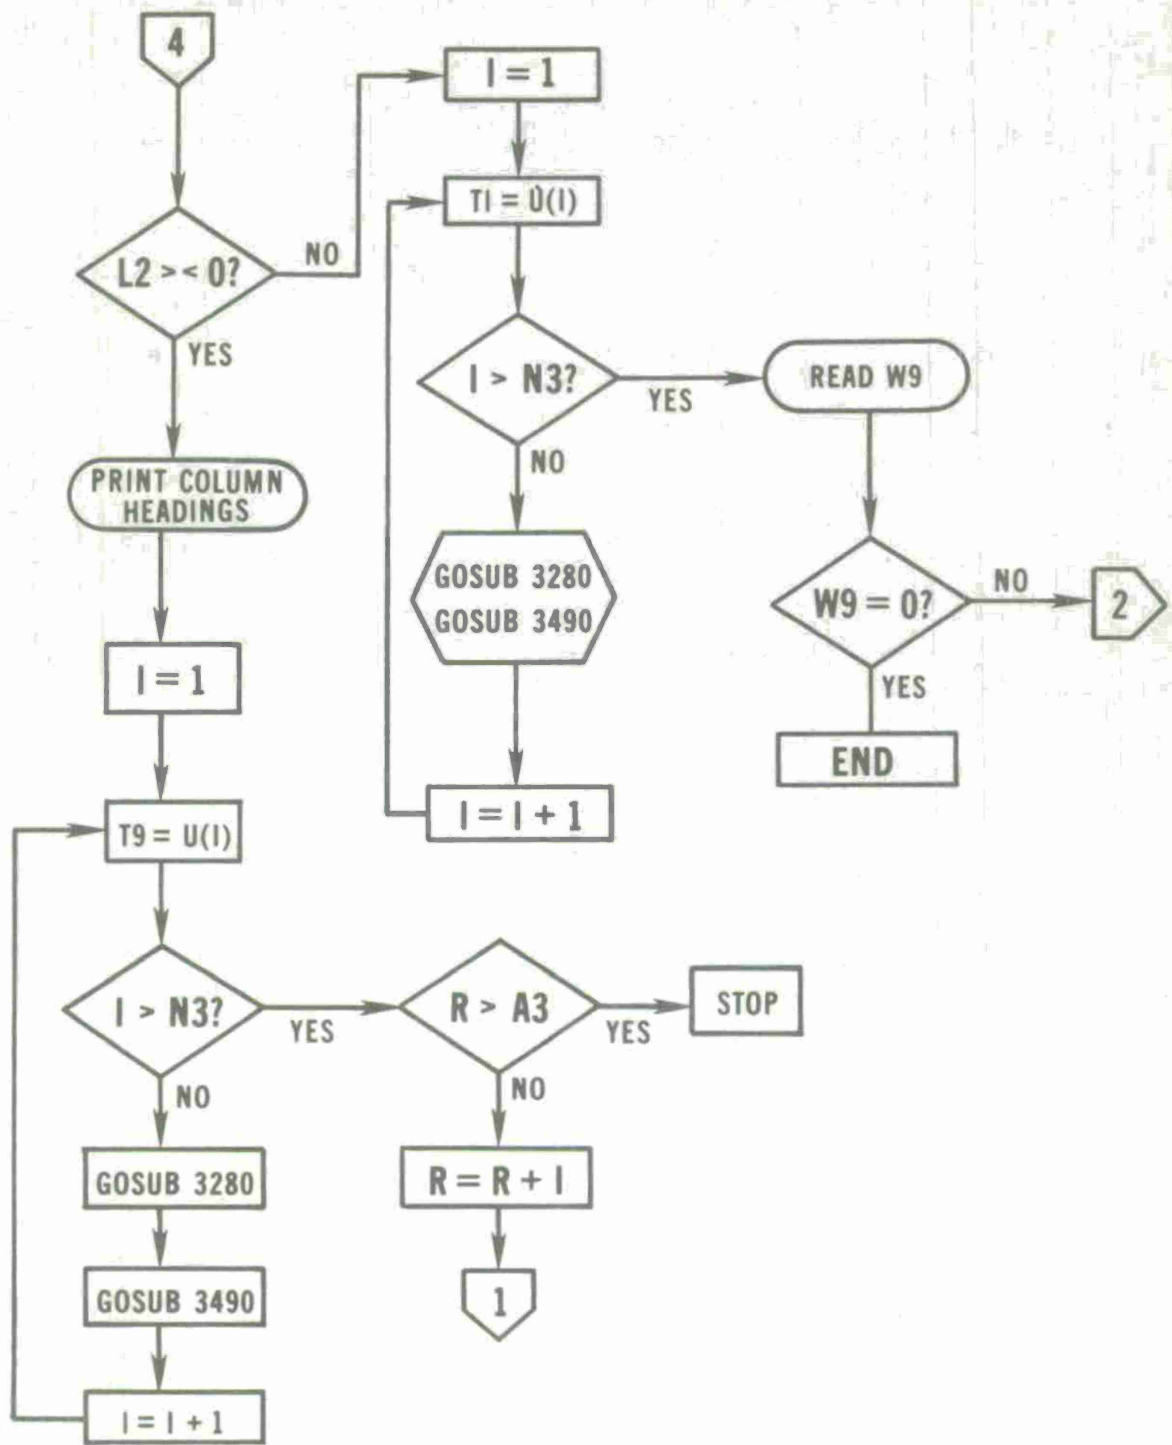 4
L2 >< 0?
NO
YES
PRINT COLUMN
HEADINGS
I = 1
T9 = U(I)
I > N3?
YES
NO
GOSUB 3280
GOSUB 3490
I = I + 1
R > A3
YES
STOP
NO
R = R + I
1
I = 1
T1 = U(I)
I > N3?
YES
NO
GOSUB 3280
GOSUB 3490
I = I + 1
READ W9
W9 = 0?
NO
2
YES
END